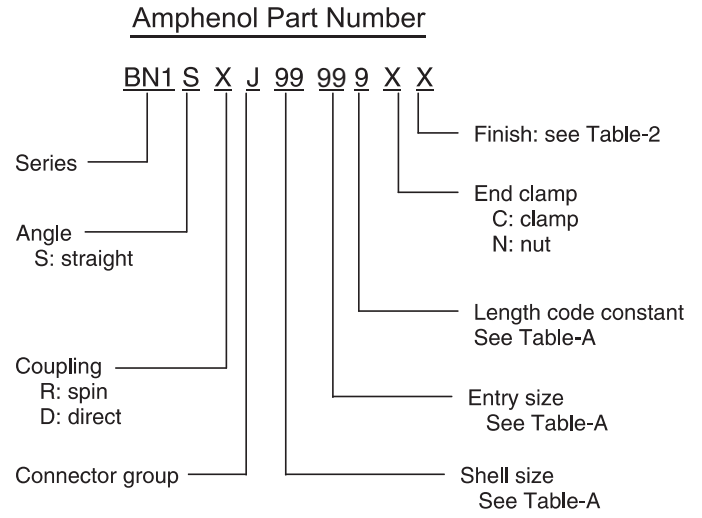 Amphenol Part Number
BN1 S X J 99 99 9 X X
Series
Angle
S: straight
Coupling
R: spin
D: direct
Connector group
Finish: see Table-2
End clamp
C: clamp
N: nut
Length code constant
See Table-A
Entry size
See Table-A
Shell size
See Table-A